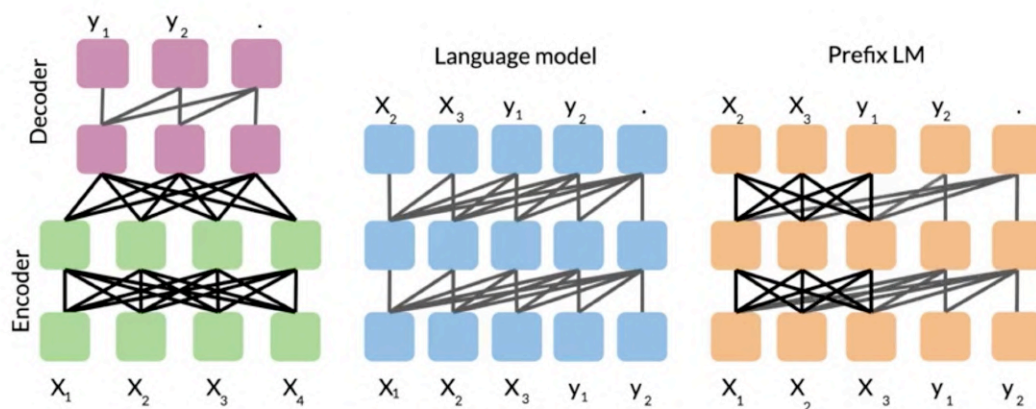 y1 y2 .
Decoder
Encoder
X1 X2 X3 X4
Language model
X2 X3 y1 y2 .
X1 X2 X3 y1 y2
Prefix LM
X2 X3 y1 y2 .
X1 X2 X3 y1 y2